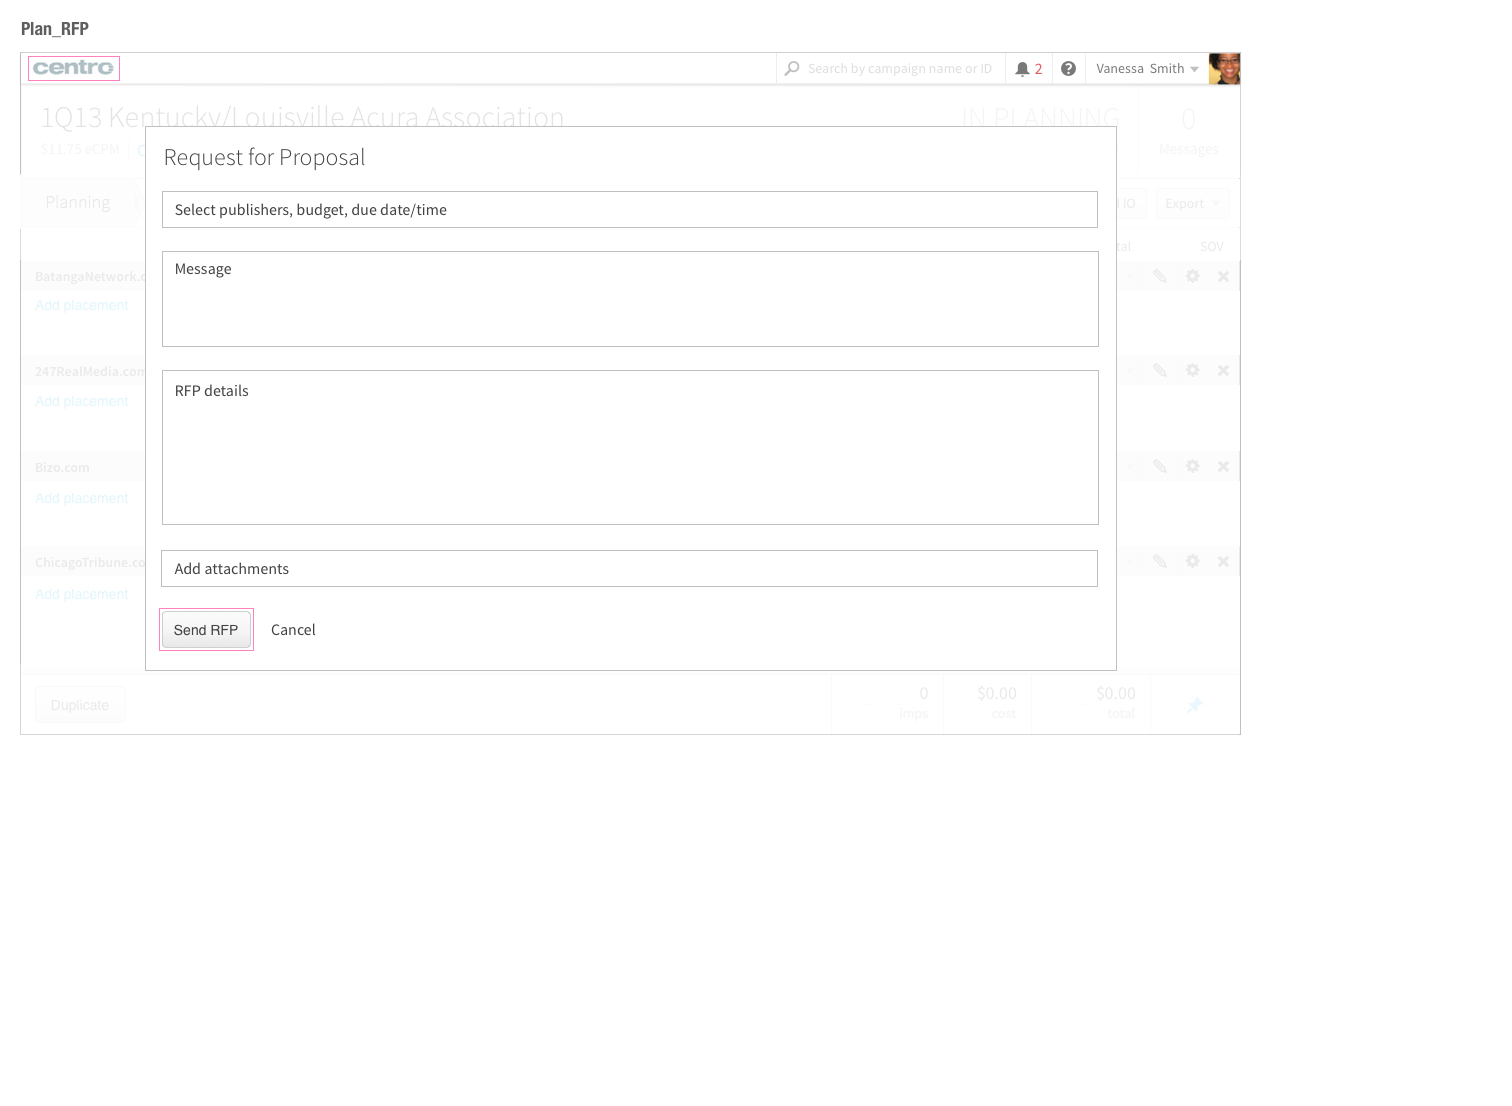 Plan_RFP
centro
Search by campaign name or ID
2
Vanessa Smith
1Q13 Kentucky/Louisville Acura Association
IN PLANNING
0
$11.75 eCPM
Messages
Request for Proposal
Planning
IO
Export
Select publishers, budget, due date/time
SOV
BatangaNetwork.c
Add placement
Message
247RealMedia.com
Add placement
RFP details
Bizo.com
Add placement
ChicagoTribune.co
Add placement
Add attachments
Send RFP
Cancel
Duplicate
0
imps
$0.00
cost
$0.00
total